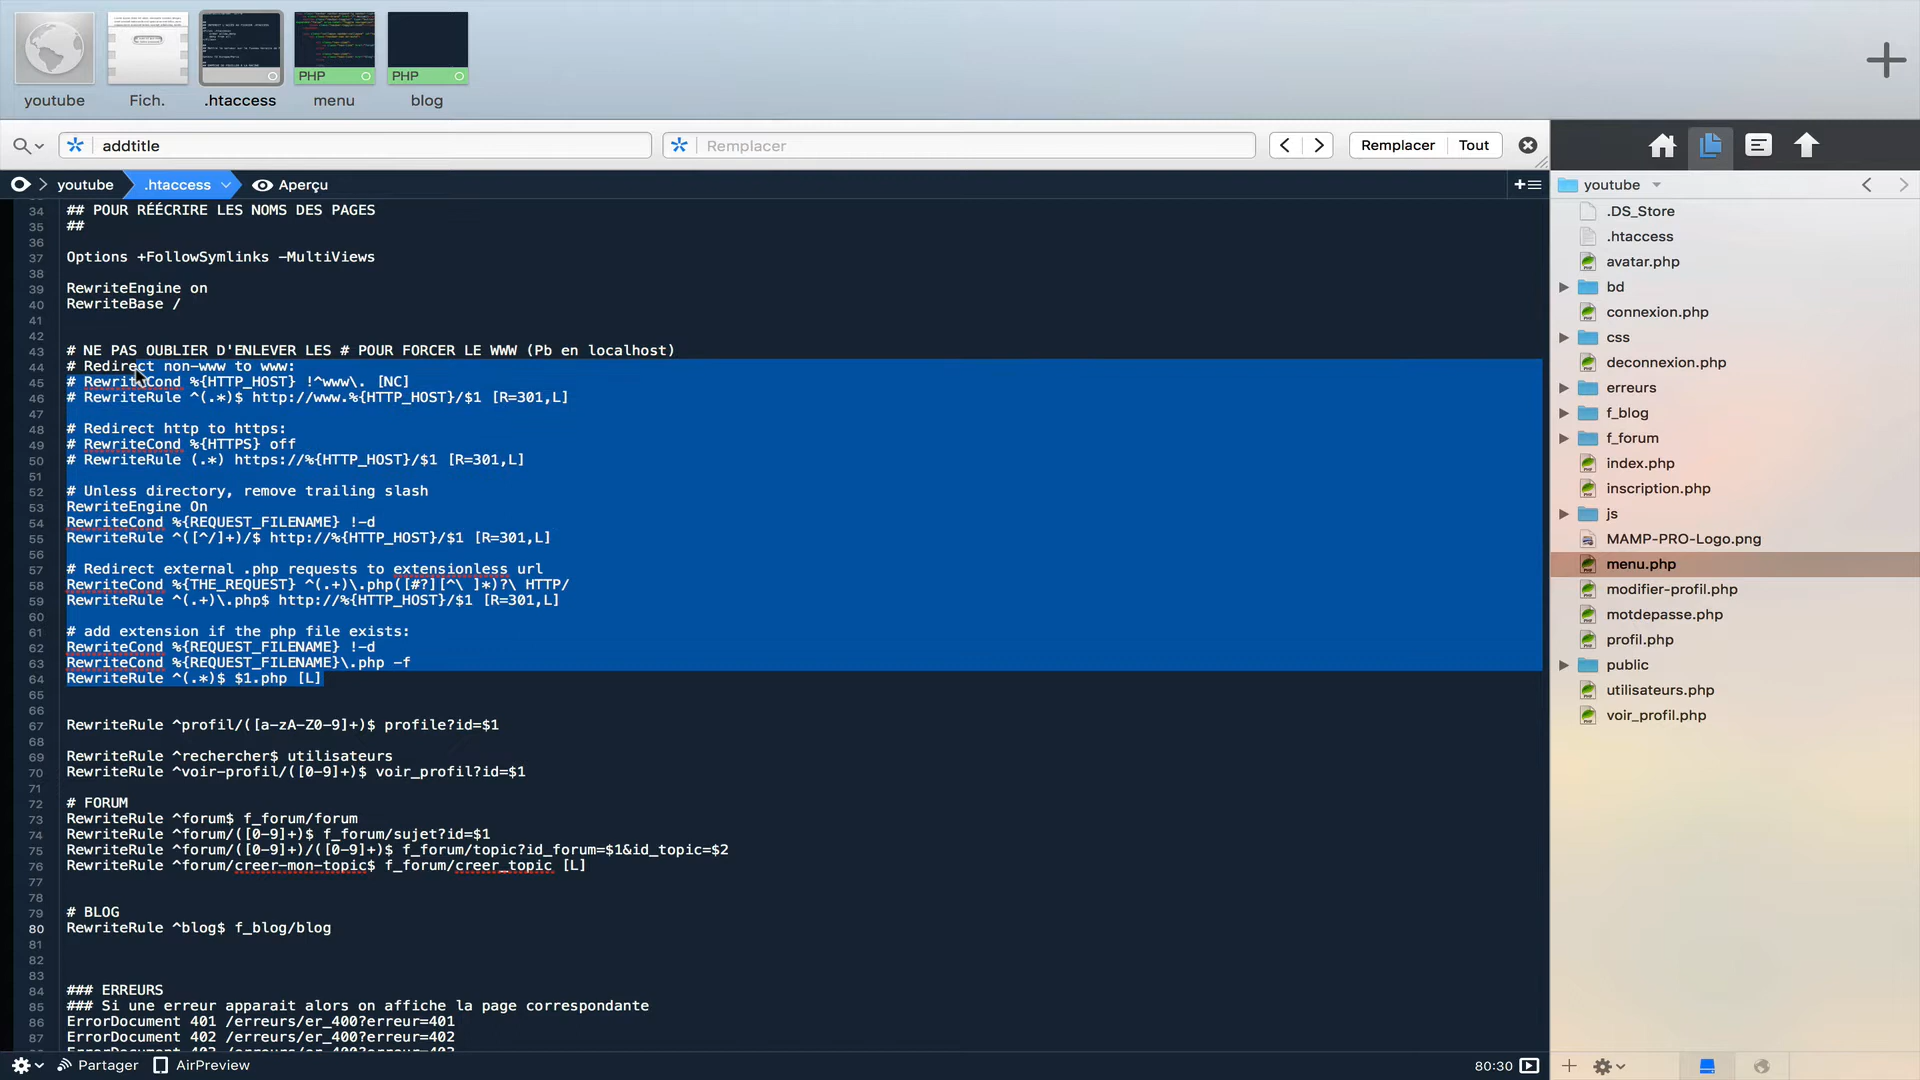 PHP
PHP
youtube
Fich.
.htaccess
menu
blog
addtitle
Remplacer
Remplacer
Tout
youtube
.htaccess
Aperçu
34 ## POUR RÉÉCRIRE LES NOMS DES PAGES
35 ##
36
37 Options +FollowSymlinks -MultiViews
38
39 RewriteEngine on
40 RewriteBase /
41
42
43 # NE PAS OUBLIER D'ENLEVER LES # POUR FORCER LE WWW (Pb en localhost)
44 # Redirect non-www to www:
45 # RewriteCond %{HTTP_HOST} !^www\. [NC]
46 # RewriteRule ^(.*)$ http://www.%{HTTP_HOST}/$1 [R=301,L]
47
48 # Redirect http to https:
49 # RewriteCond %{HTTPS} off
50 # RewriteRule (.*) https://%{HTTP_HOST}/$1 [R=301,L]
51
52 # Unless directory, remove trailing slash
53 RewriteEngine On
54 RewriteCond %{REQUEST_FILENAME} !-d
55 RewriteRule ^([^/]+)/$ http://%{HTTP_HOST}/$1 [R=301,L]
56
57 # Redirect external .php requests to extensionless url
58 RewriteCond %{THE_REQUEST} ^(.+)\.php([#?][^\ ]*)?\ HTTP/
59 RewriteRule ^(.+)\.php$ http://%{HTTP_HOST}/$1 [R=301,L]
60
61 # add extension if the php file exists:
62 RewriteCond %{REQUEST_FILENAME} !-d
63 RewriteCond %{REQUEST_FILENAME}\.php -f
64 RewriteRule ^(.*)$ $1.php [L]
65
66
67 RewriteRule ^profil/([a-zA-Z0-9]+)$ profile?id=$1
68
69 RewriteRule ^rechercher$ utilisateurs
70 RewriteRule ^voir-profil/([0-9]+)$ voir_profil?id=$1
71
72 # FORUM
73 RewriteRule ^forum$ f_forum/forum
74 RewriteRule ^forum/([0-9]+)$ f_forum/sujet?id=$1
75 RewriteRule ^forum/([0-9]+)/([0-9]+)$ f_forum/topic?id_forum=$1&id_topic=$2
76 RewriteRule ^forum/creer-mon-topic$ f_forum/creer_topic [L]
77
78
79 # BLOG
80 RewriteRule ^blog$ f_blog/blog
81
82
83
84 ### ERREURS
85 ### Si une erreur apparait alors on affiche la page correspondante
86 ErrorDocument 401 /erreurs/er_400?erreur=401
87 ErrorDocument 402 /erreurs/er_400?erreur=402
youtube
.DS_Store
.htaccess
avatar.php
bd
connexion.php
css
deconnexion.php
erreurs
f_blog
f_forum
index.php
inscription.php
js
MAMP-PRO-Logo.png
menu.php
modifier-profil.php
motdepasse.php
profil.php
public
utilisateurs.php
voir_profil.php
Partager
AirPreview
80:30